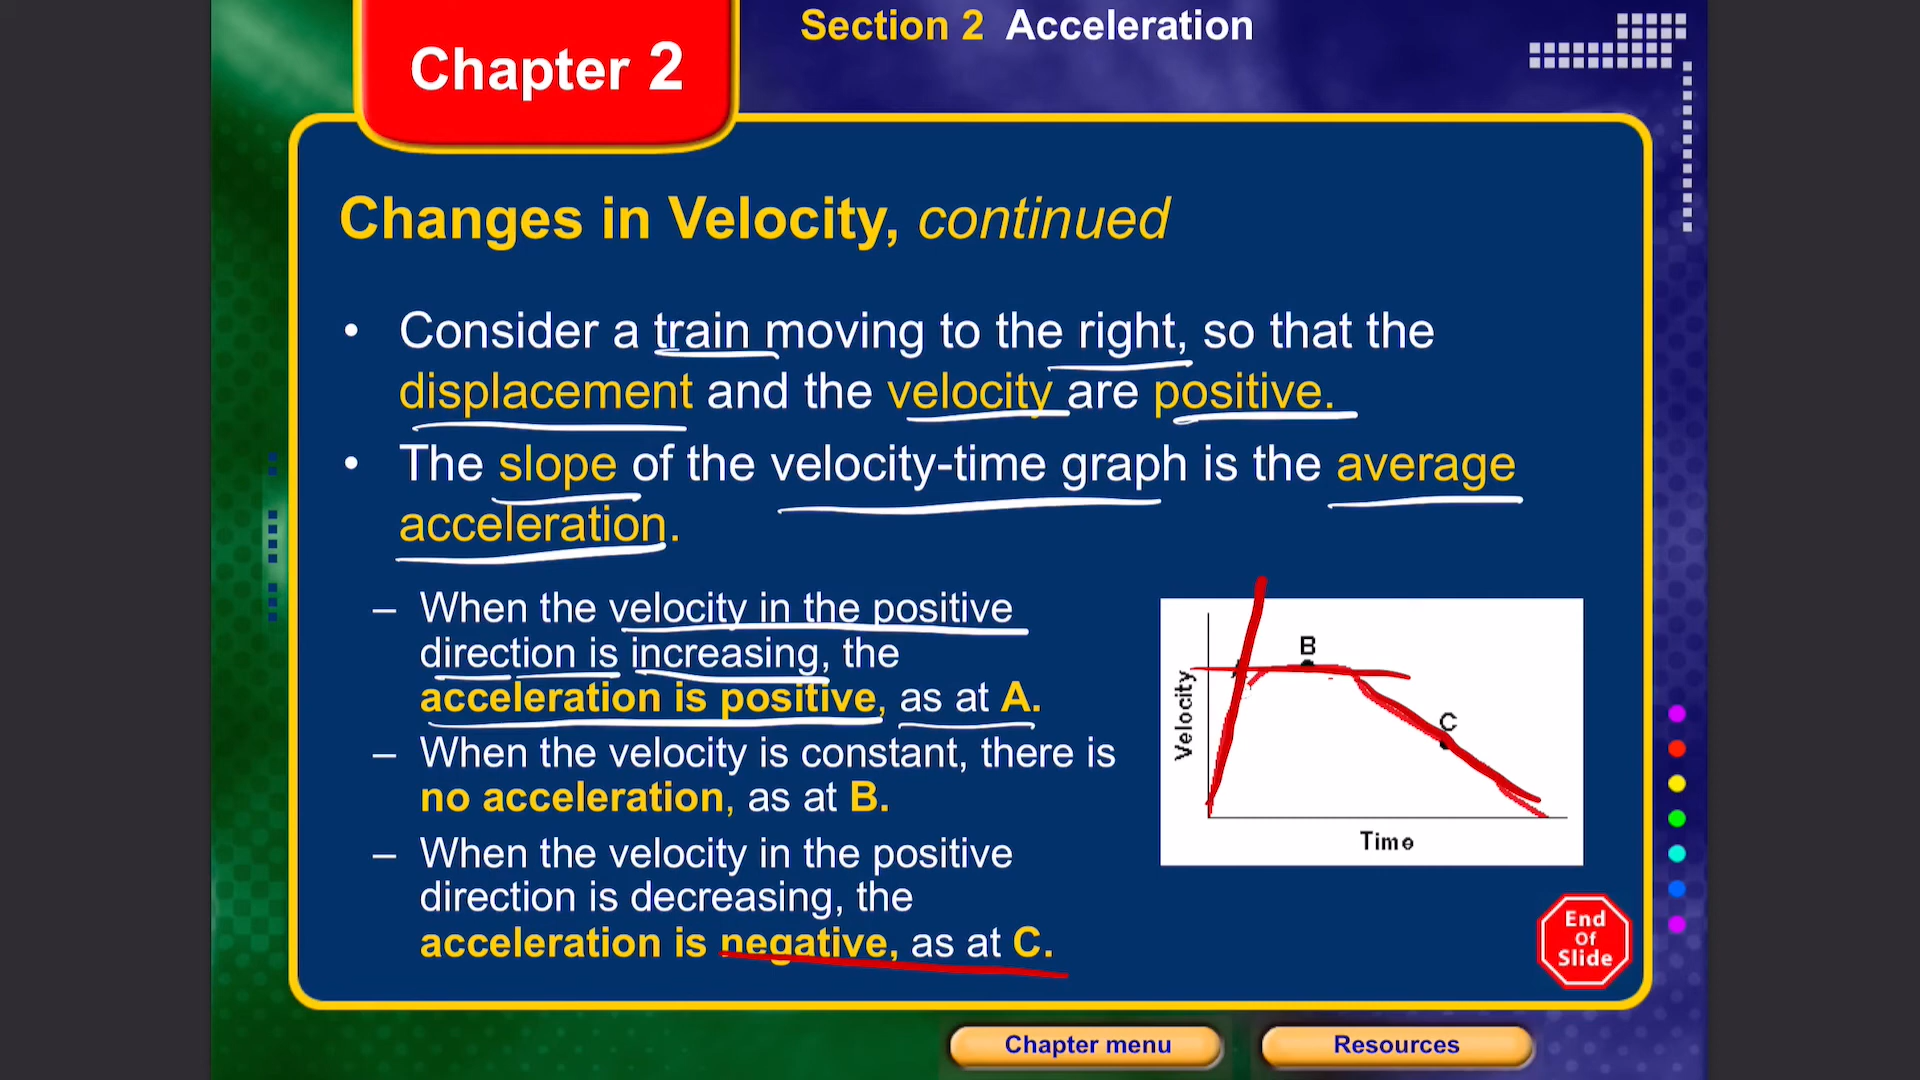 Section 2 Acceleration
Chapter 2
Changes in Velocity, continued
• Consider a train moving to the right, so that the
displacement and the velocity are positive.
• The slope of the velocity-time graph is the average
acceleration.
– When the velocity in the positive
direction is increasing, the
acceleration is positive, as at A.
– When the velocity is constant, there is
no acceleration, as at B.
– When the velocity in the positive
direction is decreasing, the
acceleration is negative, as at C.
B
C
Velocity
Time
End
Of
Slide
Chapter menu
Resources